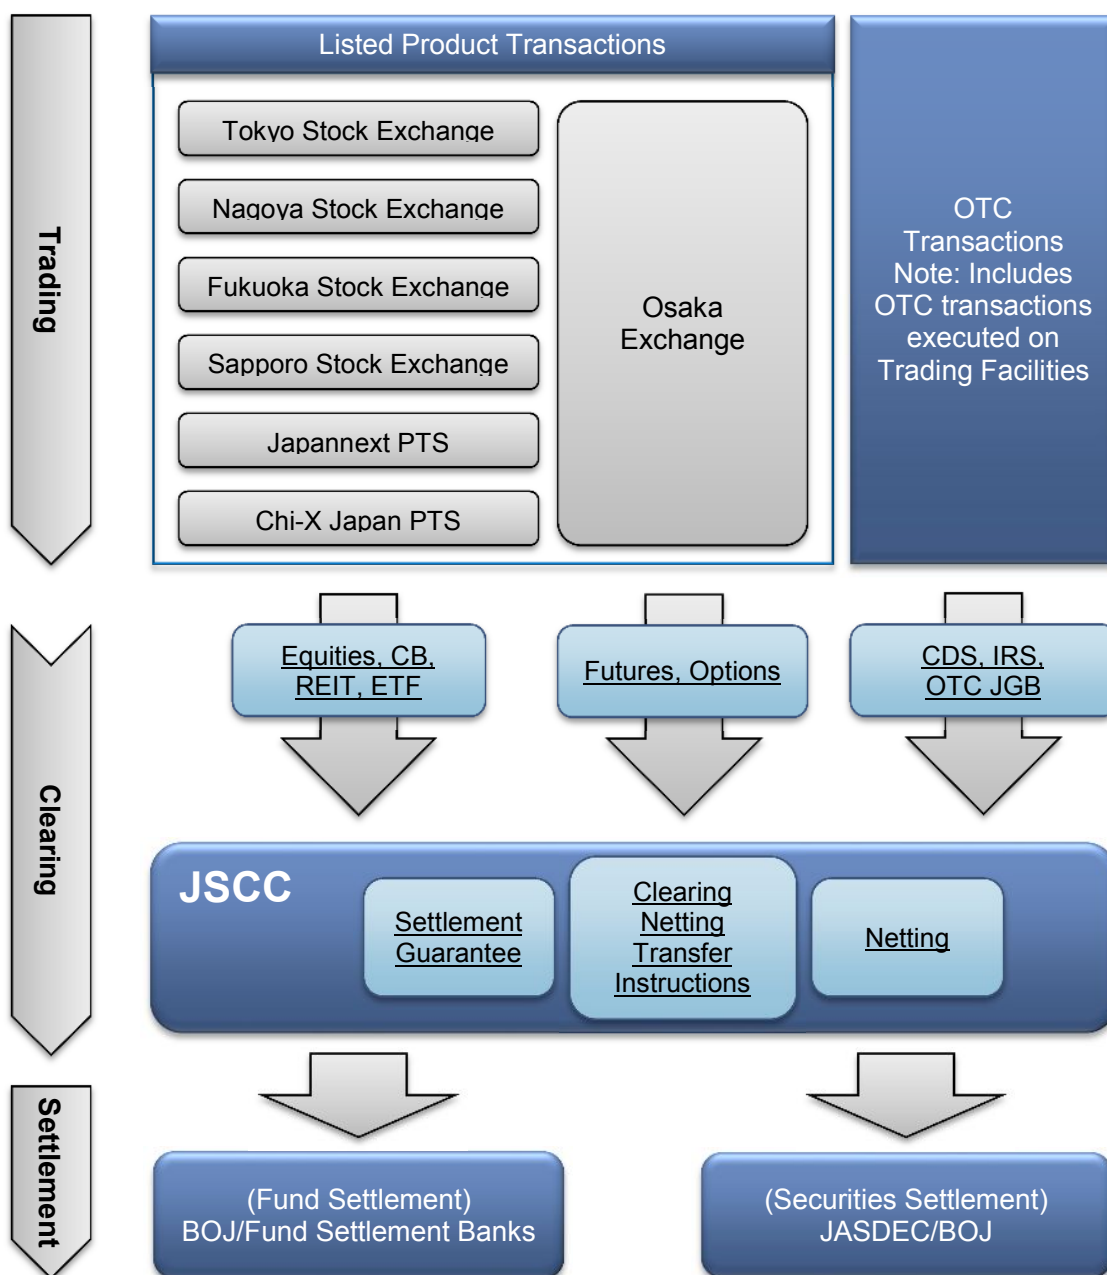 Listed Product Transactions
Trading
Tokyo Stock Exchange
Nagoya Stock Exchange
Fukuoka Stock Exchange
Sapporo Stock Exchange
Japannext PTS
Chi-X Japan PTS
Osaka
Exchange
OTC
Transactions
Note: Includes
OTC transactions
executed on
Trading Facilities
Clearing
Equities, CB,
REIT, ETF
Futures, Options
CDS, IRS,
OTC JGB
JSCC
Settlement
Guarantee
Clearing
Netting
Transfer
Instructions
Netting
Settlement
(Fund Settlement)
BOJ/Fund Settlement Banks
(Securities Settlement)
JASDEC/BOJ